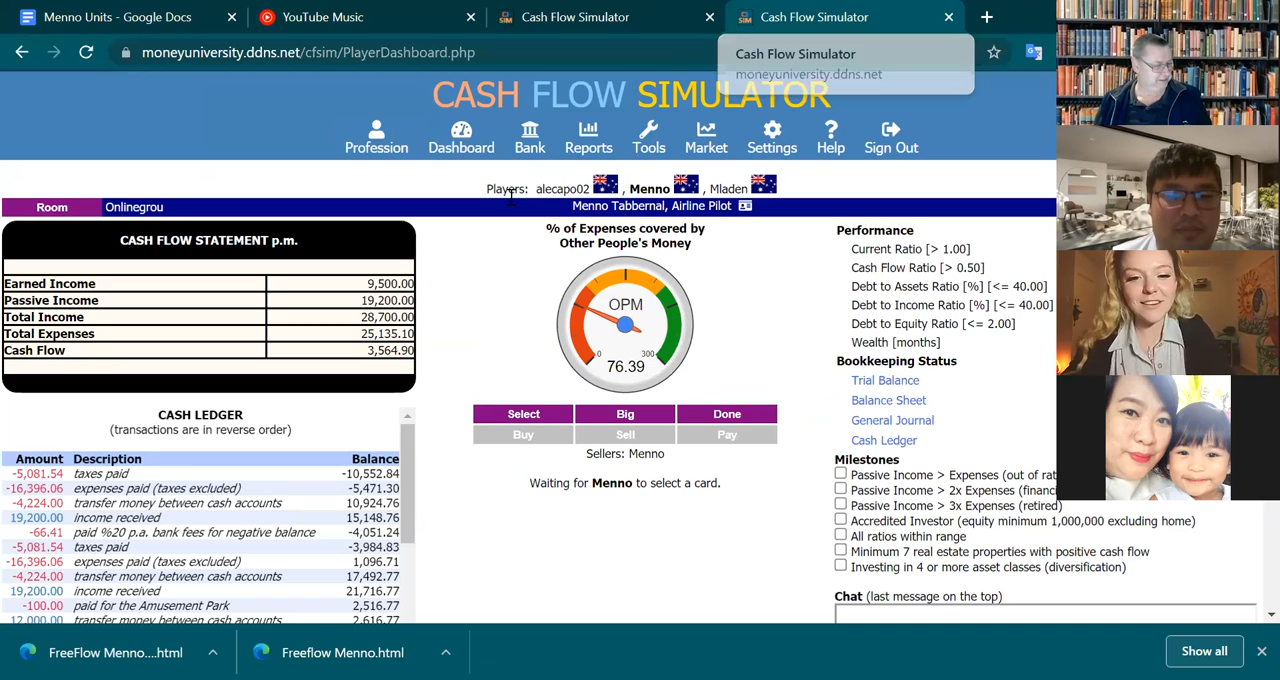 Menno Units - Google Docs
YouTube Music
Cash Flow Simulator
Cash Flow Simulator
moneyuniversity.ddns.net/cfsim/PlayerDashboard.php
Cash Flow Simulator
moneyuniversity.ddns.net
CASH FLOW SIMULATOR
Profession
Dashboard
Bank
Reports
Tools
Market
Settings
Help
Sign Out
Players: alecapo02 , Menno , Mladen
Room Onlinegrou
Menno Tabbernal, Airline Pilot
CASH FLOW STATEMENT p.m.
Earned Income 9,500.00
Passive Income 19,200.00
Total Income 28,700.00
Total Expenses 25,135.10
Cash Flow 3,564.90
CASH LEDGER
(transactions are in reverse order)
Amount Description Balance
-5,081.54 taxes paid -10,552.84
-16,396.06 expenses paid (taxes excluded) -5,471.30
-4,224.00 transfer money between cash accounts 10,924.76
19,200.00 income received 15,148.76
-66.41 paid %20 p.a. bank fees for negative balance -4,051.24
-5,081.54 taxes paid -3,984.83
-16,396.06 expenses paid (taxes excluded) 1,096.71
-4,224.00 transfer money between cash accounts 17,492.77
19,200.00 income received 21,716.77
-100.00 paid for the Amusement Park 2,516.77
12,000.00 transfer money between cash accounts 2,616.77
% of Expenses covered by
Other People's Money
OPM
0 300
76.39
Select Big Done
Buy Sell Pay
Sellers: Menno
Waiting for Menno to select a card.
Performance
Current Ratio [> 1.00]
Cash Flow Ratio [> 0.50]
Debt to Assets Ratio [%] [<= 40.00]
Debt to Income Ratio [%] [<= 40.00]
Debt to Equity Ratio [<= 2.00]
Wealth [months]
Bookkeeping Status
Trial Balance
Balance Sheet
General Journal
Cash Ledger
Milestones
Passive Income > Expenses (out of rat
Passive Income > 2x Expenses (financi
Passive Income > 3x Expenses (retired)
Accredited Investor (equity minimum 1,000,000 excluding home)
All ratios within range
Minimum 7 real estate properties with positive cash flow
Investing in 4 or more asset classes (diversification)
Chat (last message on the top)
FreeFlow Menno....html
Freeflow Menno.html
Show all